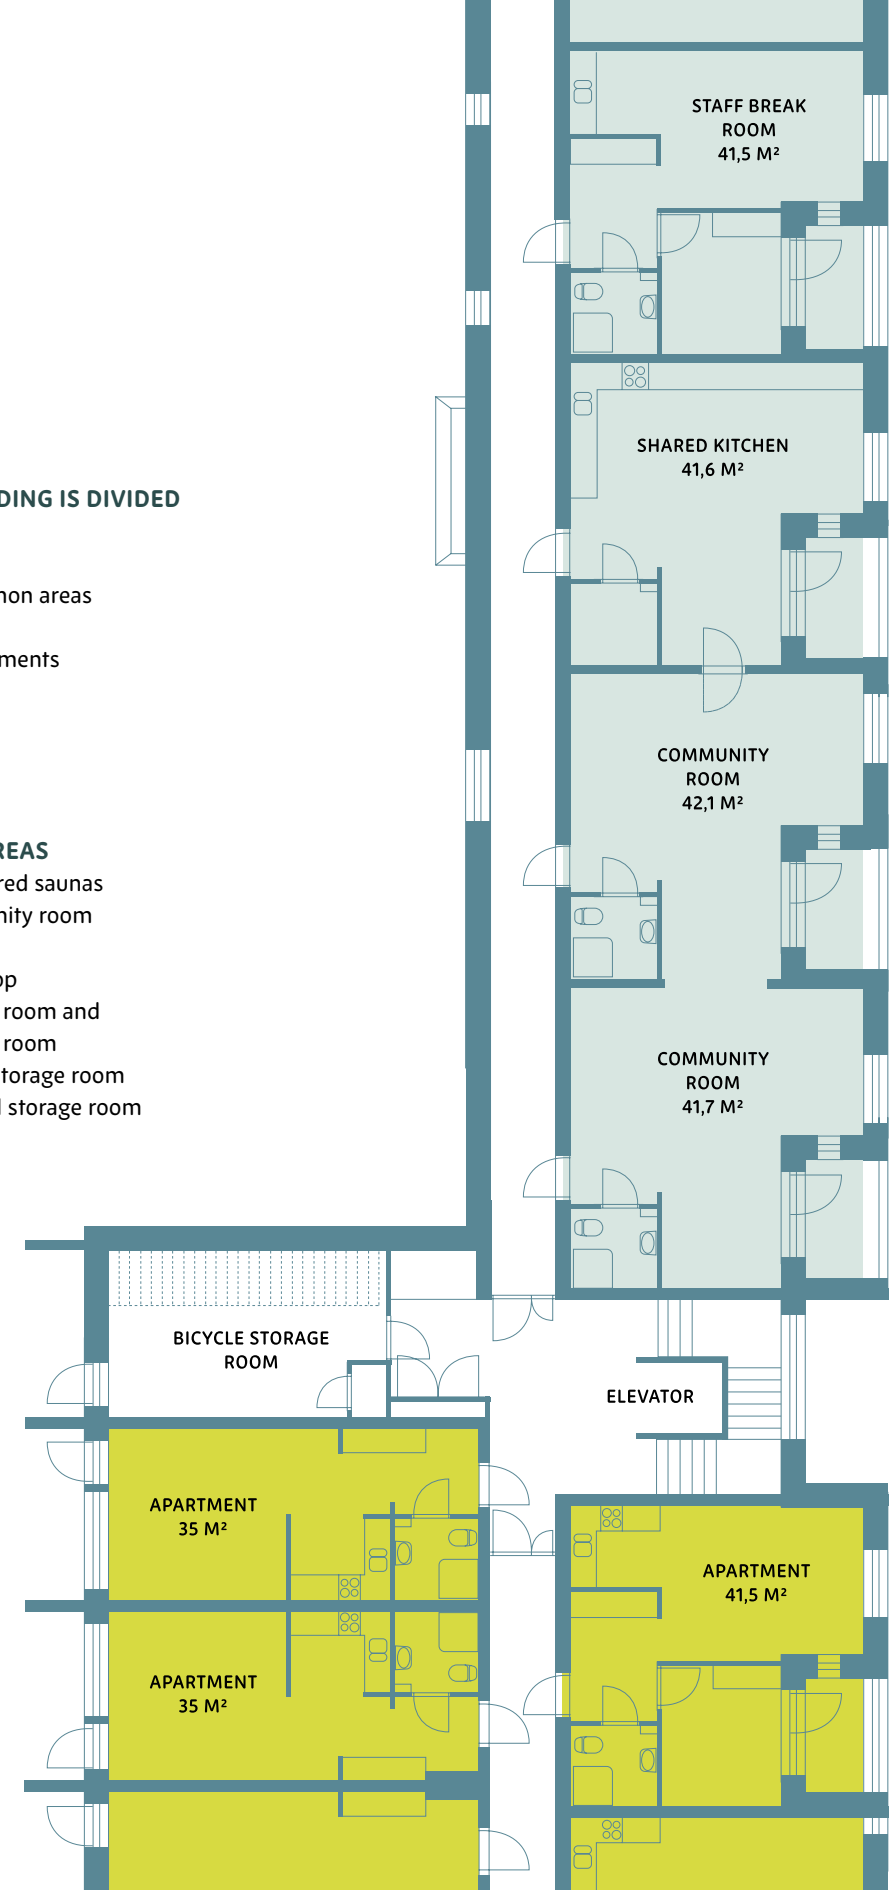 DING IS DIVIDED
non areas
ments
REAS
red saunas
nity room
op
room and
room
torage room
storage room
STAFF BREAK
ROOM
41,5 M²
SHARED KITCHEN
41,6 M²
COMMUNITY
ROOM
42,1 M²
COMMUNITY
ROOM
41,7 M²
BICYCLE STORAGE
ROOM
ELEVATOR
APARTMENT
35 M²
APARTMENT
41,5 M²
APARTMENT
35 M²